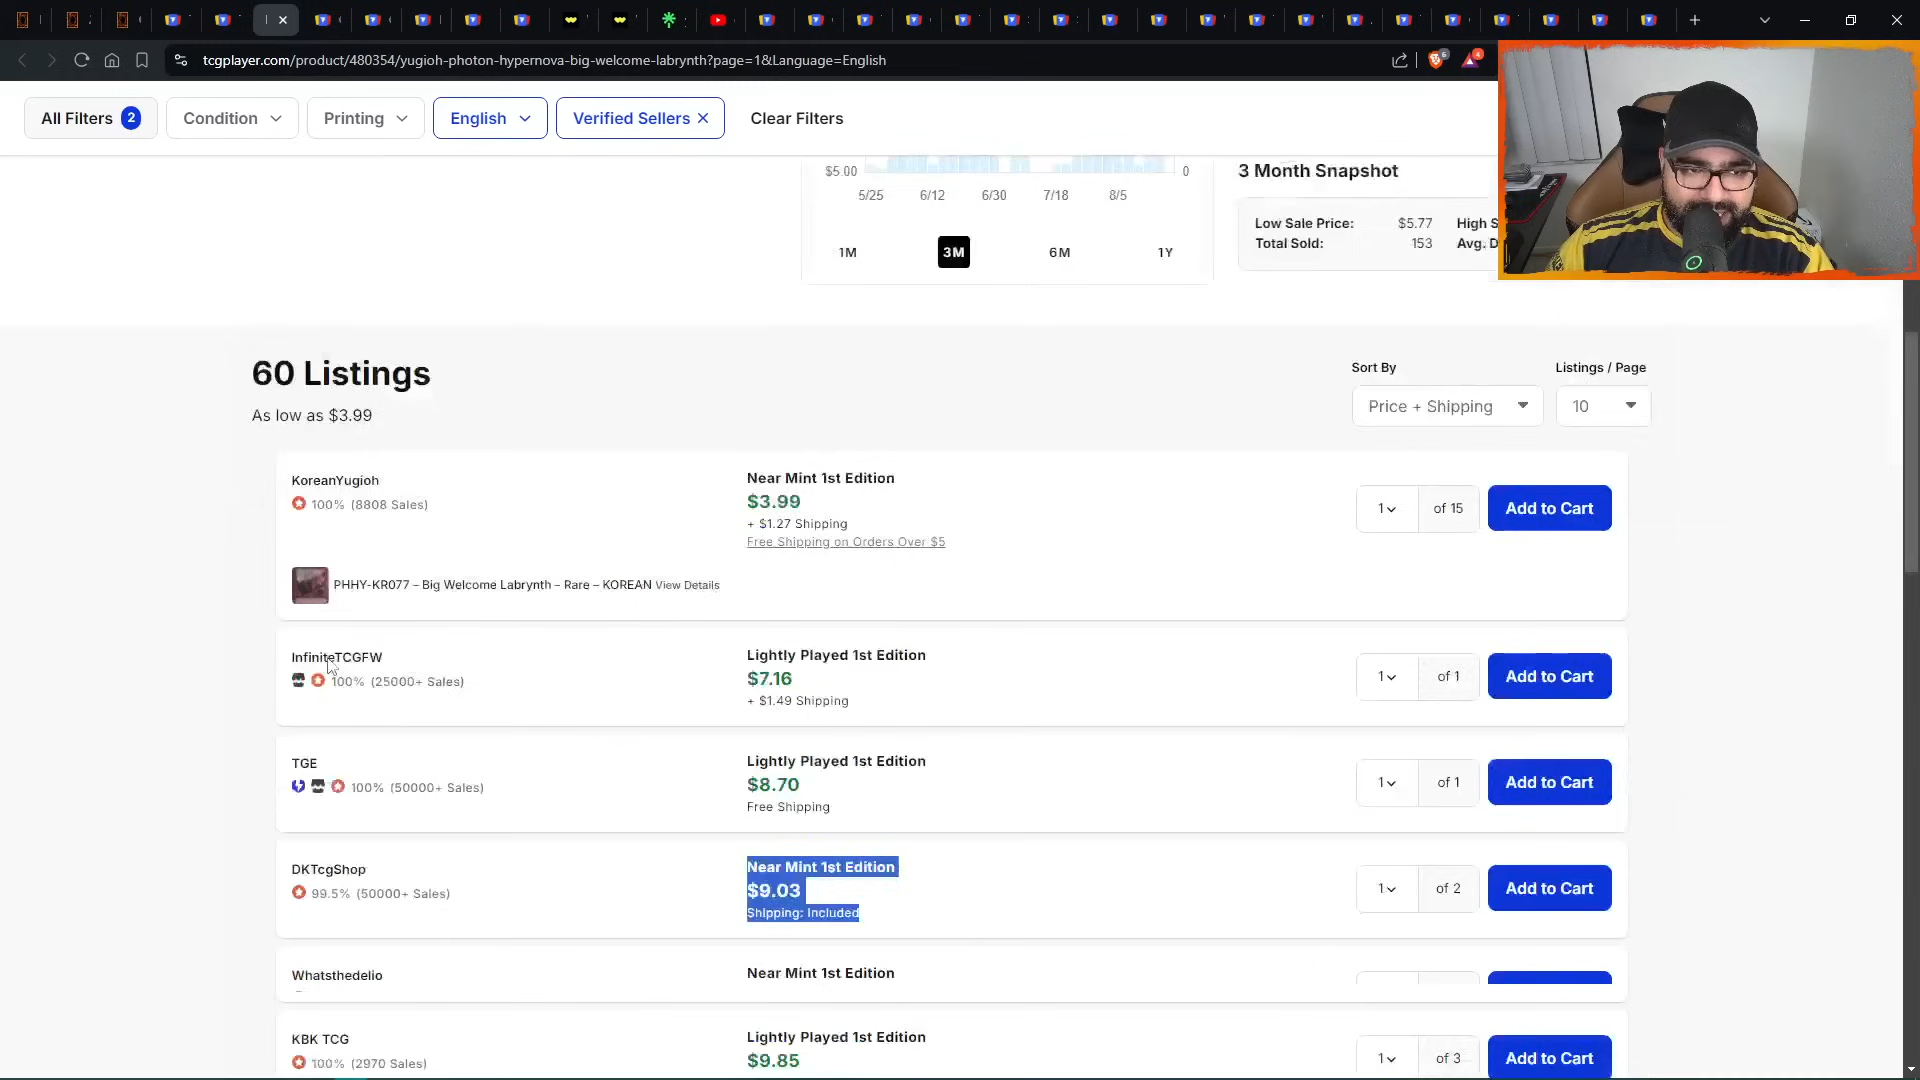 tcgplayer.com/product/480354/yugioh-photon-hypernova-big-welcome-labrynth?page=1&Language=English
All Filters 2
Condition
Printing
English
Verified Sellers
Clear Filters
$5.00
0
5/25
6/12
6/30
7/18
8/5
1M
3M
6M
1Y
3 Month Snapshot
Low Sale Price: $5.77 High S
Total Sold: 153 Avg. D
60 Listings
As low as $3.99
Sort By
Price + Shipping
Listings / Page
10
KoreanYugioh
100% (8808 Sales)
Near Mint 1st Edition
$3.99
+ $1.27 Shipping
Free Shipping on Orders Over $5
1
of 15
Add to Cart
PHHY-KR077 – Big Welcome Labrynth – Rare – KOREAN View Details
InfiniteTCGFW
100% (25000+ Sales)
Lightly Played 1st Edition
$7.16
+ $1.49 Shipping
1
of 1
Add to Cart
TGE
100% (50000+ Sales)
Lightly Played 1st Edition
$8.70
Free Shipping
1
of 1
Add to Cart
DKTcgShop
99.5% (50000+ Sales)
Near Mint 1st Edition
$9.03
Shipping: Included
1
of 2
Add to Cart
Whatsthedelio
Near Mint 1st Edition
KBK TCG
100% (2970 Sales)
Lightly Played 1st Edition
$9.85
1
of 3
Add to Cart